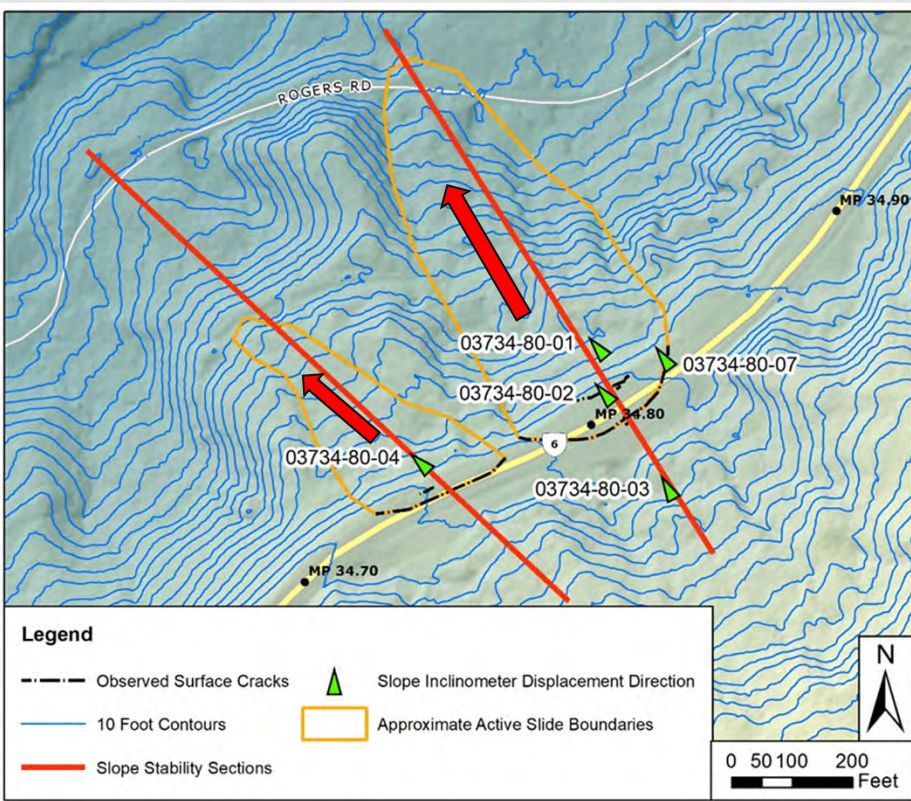 ROGERS RD
MP 34.90
03734-80-01
03734-80-07
03734-80-02
MP 34.80
6
03734-80-04
03734-80-03
MP 34.70
Legend
Observed Surface Cracks
Slope Inclinometer Displacement Direction
10 Foot Contours
Approximate Active Slide Boundaries
Slope Stability Sections
N
0 50 100 200
Feet